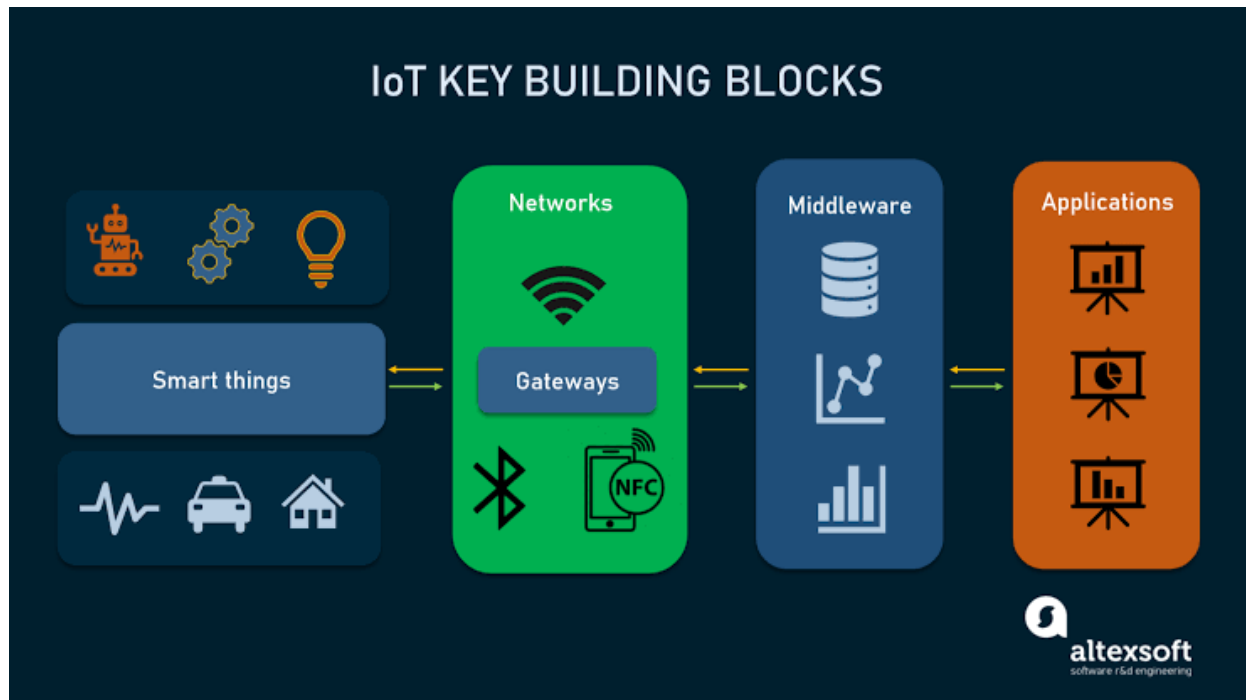 IoT KEY BUILDING BLOCKS
Smart things
Networks
Gateways
NFC
Middleware
Applications
altexsoft
software r&d engineering